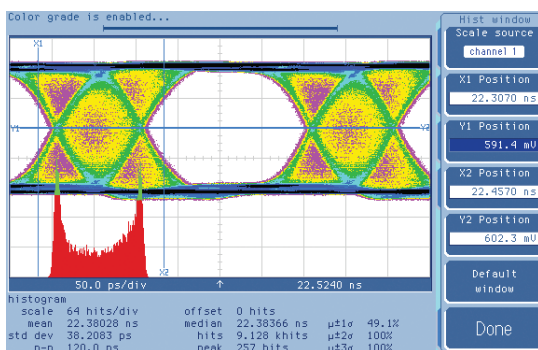 Color grade is enabled...
Hist window
Scale source
channel 1
X1 Position
22.3070 ns
Y1 Position
591.4 mV
X2 Position
22.4570 ns
Y2 Position
602.3 mV
Default
window
Done
X1
Y1
Y2
X2
50.0 ps/div
↑
22.5240 ns
histogram
scale 64 hits/div offset 0 hits
mean 22.38028 ns median 22.38366 ns μ±1σ 49.1%
std dev 38.2083 ps hits 9.128 khits μ±2σ 100%
p-p 120.0 ps peak 257 hits μ±3σ 100%